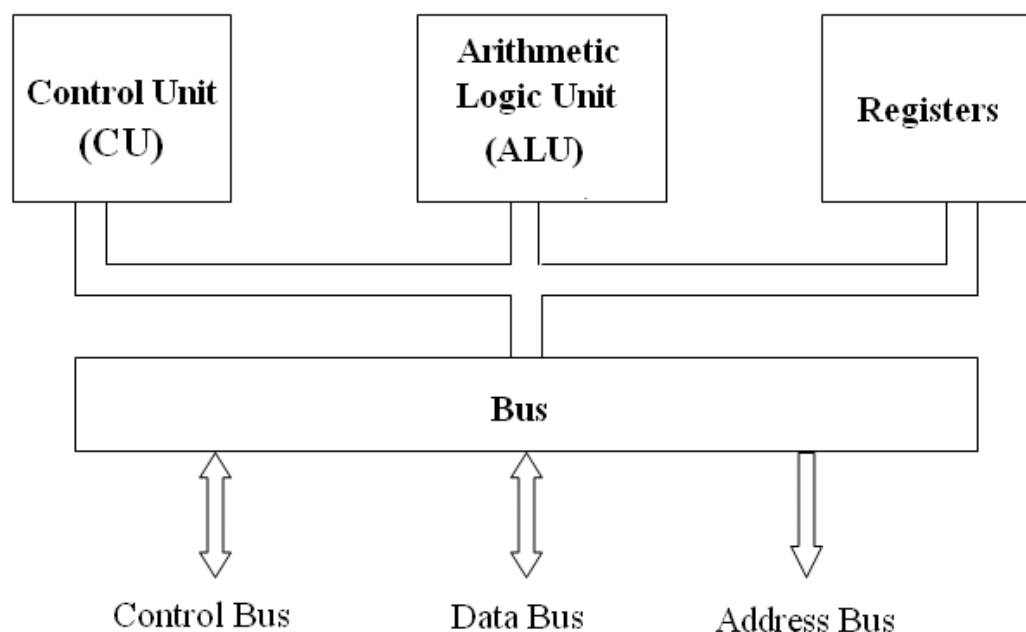 Control Unit
(CU)
Arithmetic
Logic Unit
(ALU)
Registers
Bus
Control Bus
Data Bus
Address Bus